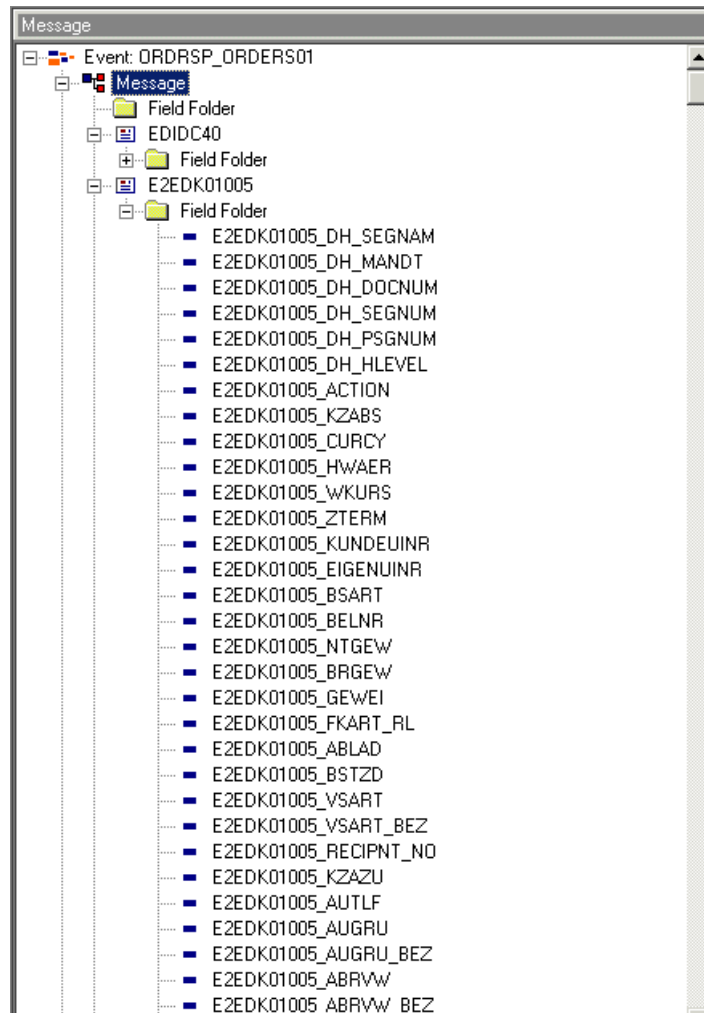 Message
Event: ORDRSP_ORDERS01
Message
Field Folder
EDIDC40
Field Folder
E2EDK01005
Field Folder
E2EDK01005_DH_SEGNAM
E2EDK01005_DH_MANDT
E2EDK01005_DH_DOCNUM
E2EDK01005_DH_SEGNUM
E2EDK01005_DH_PSGNUM
E2EDK01005_DH_HLEVEL
E2EDK01005_ACTION
E2EDK01005_KZABS
E2EDK01005_CURCY
E2EDK01005_HWAER
E2EDK01005_WKURS
E2EDK01005_ZTERM
E2EDK01005_KUNDEUINR
E2EDK01005_EIGENUINR
E2EDK01005_BSART
E2EDK01005_BELNR
E2EDK01005_NTGEW
E2EDK01005_BRGEW
E2EDK01005_GEWEI
E2EDK01005_FKART_RL
E2EDK01005_ABLAD
E2EDK01005_BSTZD
E2EDK01005_VSART
E2EDK01005_VSART_BEZ
E2EDK01005_RECIPNT_NO
E2EDK01005_KZAZU
E2EDK01005_AUTLF
E2EDK01005_AUGRU
E2EDK01005_AUGRU_BEZ
E2EDK01005_ABRVW
E2EDK01005_ABRVW_BEZ